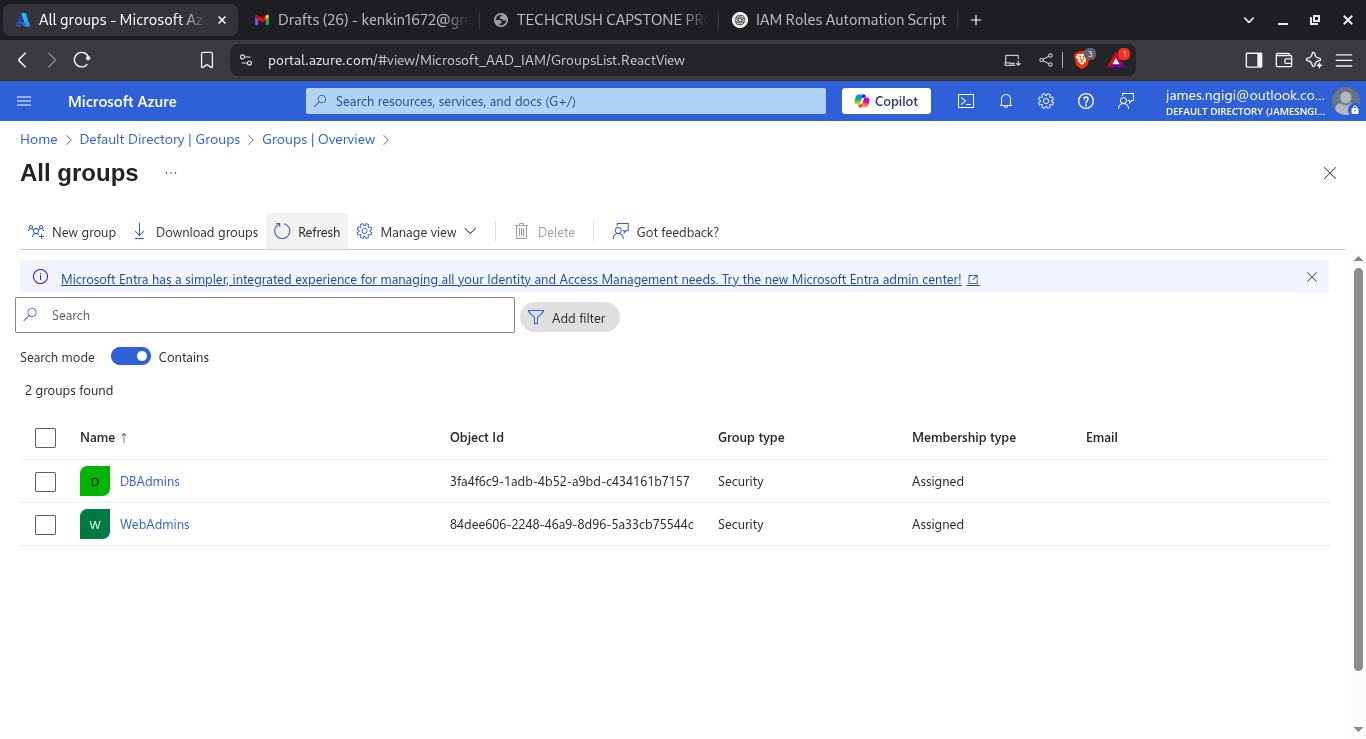 All groups - Microsoft Az
Drafts (26) - kenkin1672@gm
TECHCRUSH CAPSTONE PR
IAM Roles Automation Script
portal.azure.com/#view/Microsoft_AAD_IAM/GroupsList.ReactView
3
1
Microsoft Azure
Search resources, services, and docs (G+/)
Copilot
james.ngigi@outlook.co...
DEFAULT DIRECTORY (JAMESNGI...
Home > Default Directory | Groups > Groups | Overview >
All groups ...
New group
Download groups
Refresh
Manage view
Delete
Got feedback?
Microsoft Entra has a simpler, integrated experience for managing all your Identity and Access Management needs. Try the new Microsoft Entra admin center!
Search
Add filter
Search mode
Contains
2 groups found
Name ↑ Object Id Group type Membership type Email
D DBAdmins 3fa4f6c9-1adb-4b52-a9bd-c434161b7157 Security Assigned
W WebAdmins 84dee606-2248-46a9-8d96-5a33cb75544c Security Assigned